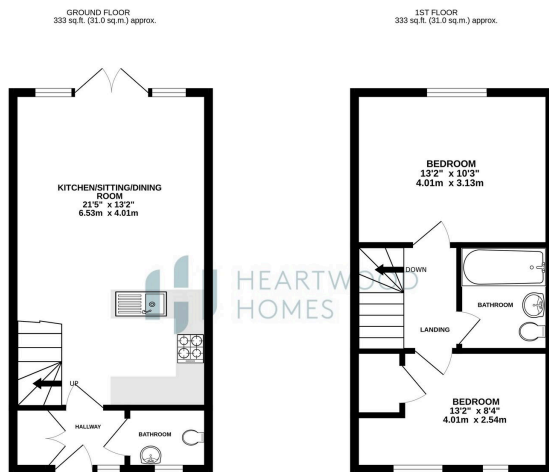 GROUND FLOOR
333 sq.ft. (31.0 sq.m.) approx.
1ST FLOOR
333 sq.ft. (31.0 sq.m.) approx.
KITCHEN/SITTING/DINING
ROOM
21'5" x 13'2"
6.53m x 4.01m
UP
HALLWAY
BATHROOM
BEDROOM
13'2" x 10'3"
4.01m x 3.13m
DOWN
BATHROOM
LANDING
BEDROOM
13'2" x 8'4"
4.01m x 2.54m
HEARTWOOD
HOMES